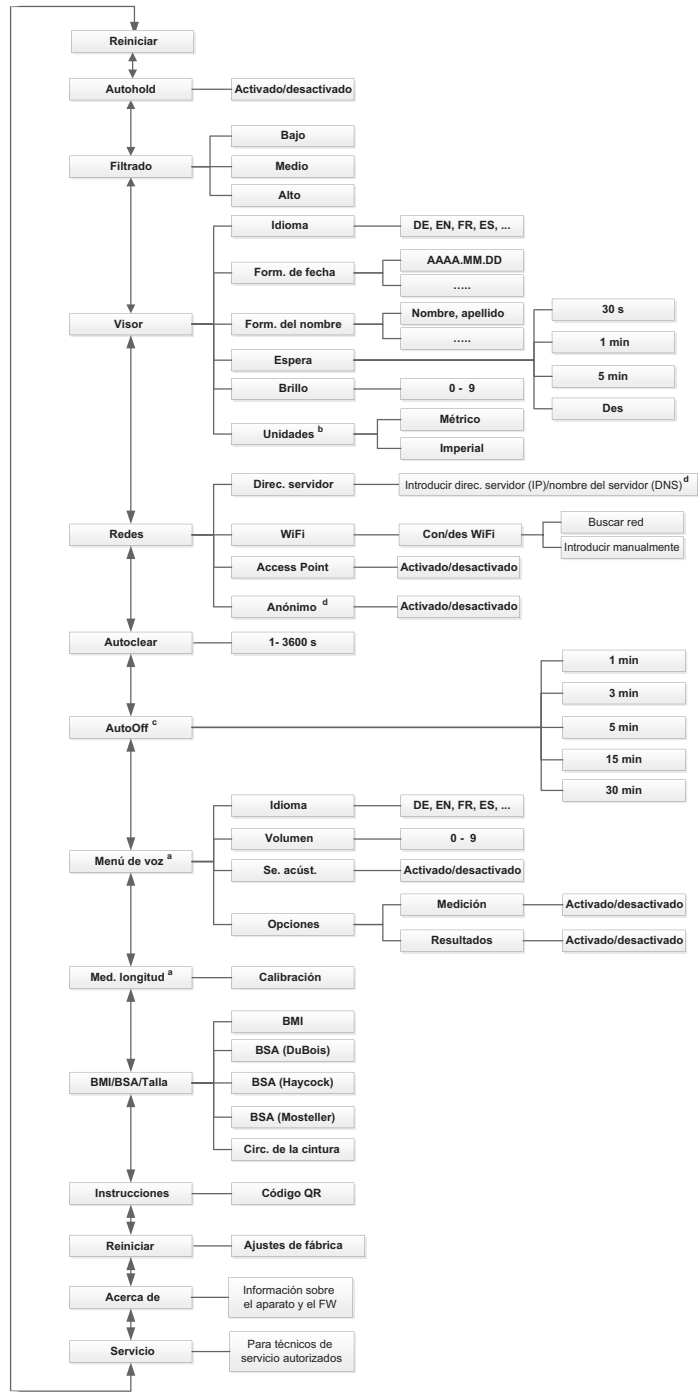 Reiniciar
Autohold
Activado/desactivado
Filtrado
Bajo
Medio
Alto
Visor
Idioma
DE, EN, FR, ES, ...
Form. de fecha
AAAA.MM.DD
.....
Form. del nombre
Nombre, apellido
.....
Espera
30 s
1 min
5 min
Des
Brillo
0 - 9
Unidades b
Métrico
Imperial
Redes
Direc. servidor
Introducir direc. servidor (IP)/nombre del servidor (DNS) d
WiFi
Con/des WiFi
Buscar red
Introducir manualmente
Access Point
Activado/desactivado
Anónimo d
Activado/desactivado
Autoclear
1- 3600 s
AutoOff c
1 min
3 min
5 min
15 min
30 min
Menú de voz a
Idioma
DE, EN, FR, ES, ...
Volumen
0 - 9
Se. acúst.
Activado/desactivado
Opciones
Medición
Activado/desactivado
Resultados
Activado/desactivado
Med. longitud a
Calibración
BMI/BSA/Talla
BMI
BSA (DuBois)
BSA (Haycock)
BSA (Mosteller)
Circ. de la cintura
Instrucciones
Código QR
Reiniciar
Ajustes de fábrica
Acerca de
Información sobre
el aparato y el FW
Servicio
Para técnicos de
servicio autorizados